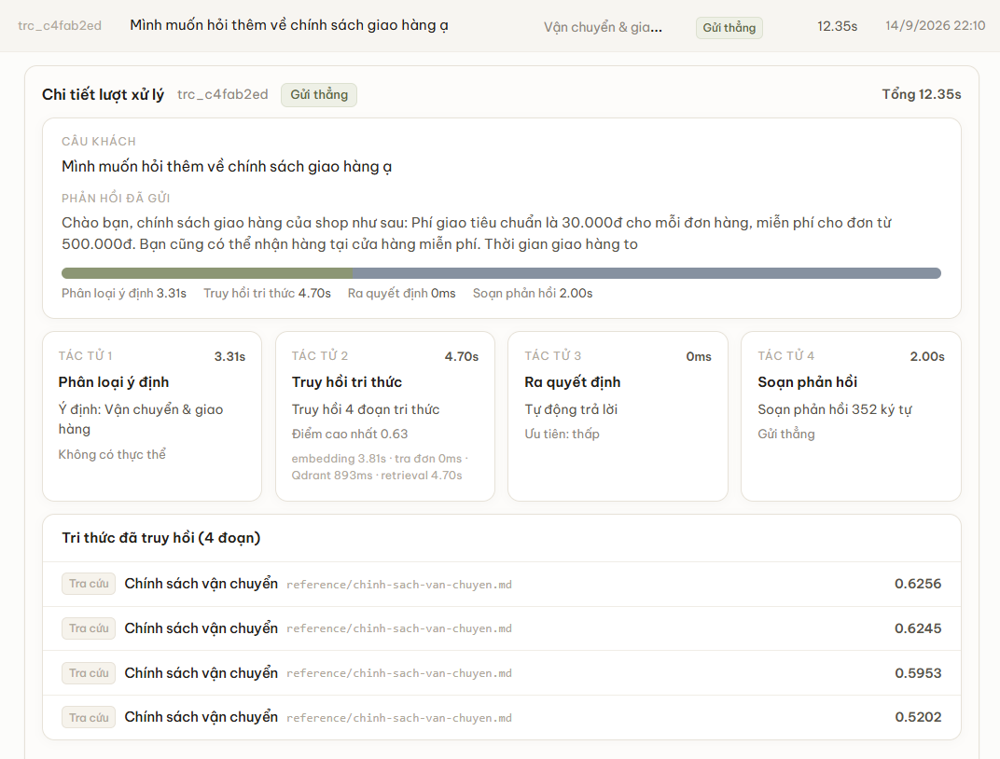 trc_c4fab2ed Mình muốn hỏi thêm về chính sách giao hàng ạ Vận chuyển & gia... Gửi thẳng 12.35s 14/9/2026 22:10
Chi tiết lượt xử lý trc_c4fab2ed Gửi thẳng Tổng 12.35s
CÂU KHÁCH
Mình muốn hỏi thêm về chính sách giao hàng ạ
PHẢN HỒI ĐÃ GỬI
Chào bạn, chính sách giao hàng của shop như sau: Phí giao tiêu chuẩn là 30.000đ cho mỗi đơn hàng, miễn phí cho đơn từ
500.000đ. Bạn cũng có thể nhận hàng tại cửa hàng miễn phí. Thời gian giao hàng to
Phân loại ý định 3.31s Truy hồi tri thức 4.70s Ra quyết định 0ms Soạn phản hồi 2.00s
TÁC TỬ 1 3.31s
Phân loại ý định
Ý định: Vận chuyển & giao
hàng
Không có thực thể
TÁC TỬ 2 4.70s
Truy hồi tri thức
Truy hồi 4 đoạn tri thức
Điểm cao nhất 0.63
embedding 3.81s · tra đơn 0ms ·
Qdrant 893ms · retrieval 4.70s
TÁC TỬ 3 0ms
Ra quyết định
Tự động trả lời
Ưu tiên: thấp
TÁC TỬ 4 2.00s
Soạn phản hồi
Soạn phản hồi 352 ký tự
Gửi thẳng
Tri thức đã truy hồi (4 đoạn)
Tra cứu Chính sách vận chuyển reference/chinh-sach-van-chuyen.md 0.6256
Tra cứu Chính sách vận chuyển reference/chinh-sach-van-chuyen.md 0.6245
Tra cứu Chính sách vận chuyển reference/chinh-sach-van-chuyen.md 0.5953
Tra cứu Chính sách vận chuyển reference/chinh-sach-van-chuyen.md 0.5202